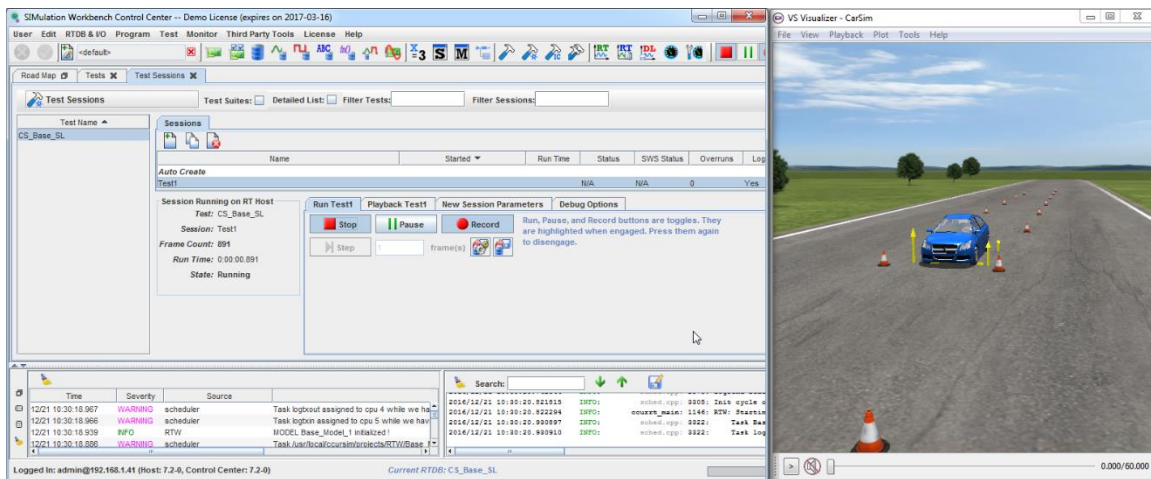 SIMulation Workbench Control Center -- Demo License (expires on 2017-03-16)
User Edit RTDB & I/O Program Test Monitor Third Party Tools License Help
<default>
ABC
X=3 S M
!RT !RT !DL
Road Map Tests Test Sessions
Test Sessions Test Suites: Detailed List: Filter Tests: Filter Sessions:
Test Name
CS_Base_SL
Sessions
Name Started Run Time Status SWS Status Overruns Log
Auto Create
Test1 N/A N/A 0 Yes
Session Running on RT Host
Test: CS_Base_SL
Session: Test1
Frame Count: 891
Run Time: 0:00:00.891
State: Running
Run Test1 Playback Test1 New Session Parameters Debug Options
Stop Pause Record
Run, Pause, and Record buttons are toggles. They
are highlighted when engaged. Press them again
to disengage.
Step 1 frame(s)
Time Severity Source
12/21 10:30:18.967 WARNING scheduler Task logtxout assigned to cpu 4 while we ha
12/21 10:30:18.966 WARNING scheduler Task logtxin assigned to cpu 5 while we hav
12/21 10:30:18.939 INFO RTW MODEL Base_Model_1 initialized!
12/21 10:30:18.886 WARNING scheduler Task /usr/local/ccursim/projects/RTW/Base_
Search:
2016/12/21 10:30:20.821815 INFO: sched.cpp: 3305: Init cycle o
2016/12/21 10:30:20.822294 INFO: ccurrt_main: 1146: RTW: Startin
2016/12/21 10:30:20.930897 INFO: sched.cpp: 3322: Task Bas
2016/12/21 10:30:20.930910 INFO: sched.cpp: 3322: Task log
Logged In: admin@192.168.1.41 (Host: 7.2-0, Control Center: 7.2-0) Current RTDB: CS_Base_SL
VS Visualizer - CarSim
File View Playback Plot Tools Help
0.000/60.000